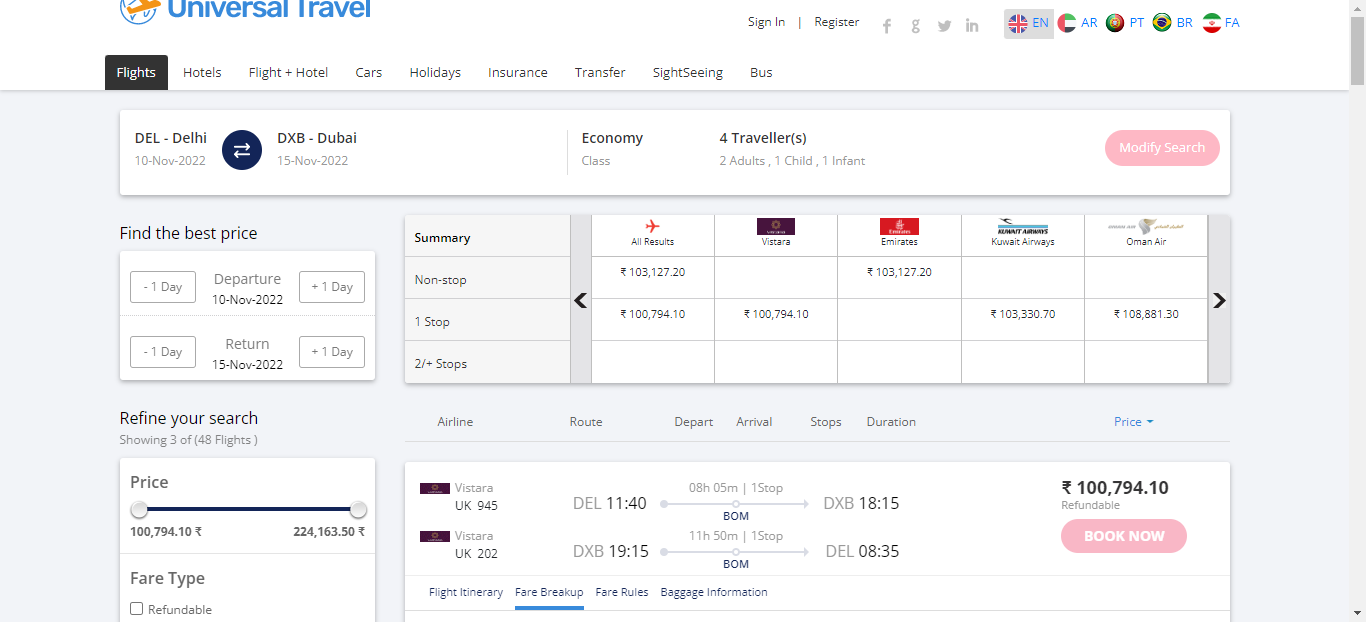 Universal Travel
Sign In | Register
EN AR PT BR FA
Flights Hotels Flight + Hotel Cars Holidays Insurance Transfer SightSeeing Bus
DEL - Delhi DXB - Dubai Economy 4 Traveller(s)
10-Nov-2022 15-Nov-2022 Class 2 Adults , 1 Child , 1 Infant
Modify Search
Find the best price
- 1 Day Departure + 1 Day
10-Nov-2022
- 1 Day Return + 1 Day
15-Nov-2022
Summary All Results Vistara Emirates Kuwait Airways Oman Air
Non-stop ₹ 103,127.20 ₹ 103,127.20
1 Stop ₹ 100,794.10 ₹ 100,794.10 ₹ 103,330.70 ₹ 108,881.30
2/+ Stops
Refine your search
Showing 3 of (48 Flights )
Price
100,794.10 ₹ 224,163.50 ₹
Fare Type
Refundable
Airline Route Depart Arrival Stops Duration Price
Vistara 08h 05m | 1Stop
UK 945 DEL 11:40 DXB 18:15
BOM
Vistara 11h 50m | 1Stop
UK 202 DXB 19:15 DEL 08:35
BOM
₹ 100,794.10
Refundable
BOOK NOW
Flight Itinerary Fare Breakup Fare Rules Baggage Information